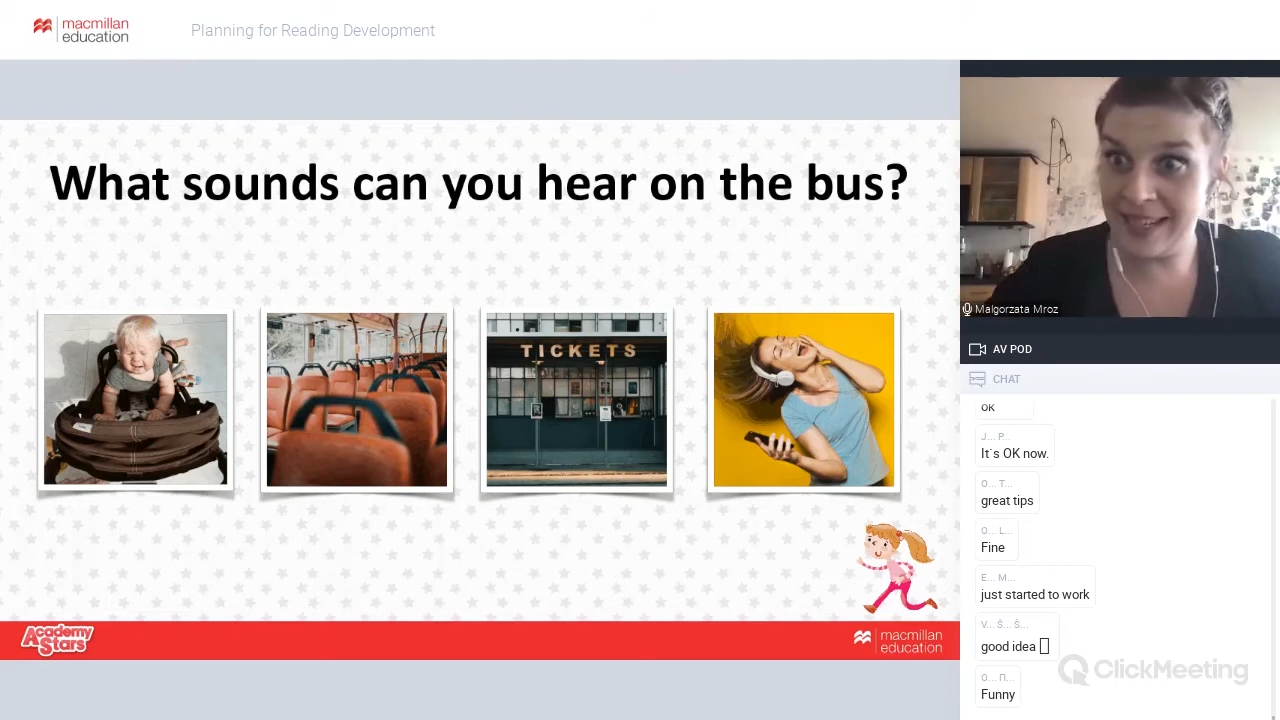 macmillan
education
Planning for Reading Development
What sounds can you hear on the bus?
TICKETS
Academy
Stars
macmillan
education
Malgorzata Mroz
AV POD
CHAT
OK
J... P...
It´s OK now.
O... T...
great tips
O... L...
Fine
E... M...
just started to work
V... Š... Š...
good idea
O... П...
Funny
ClickMeeting